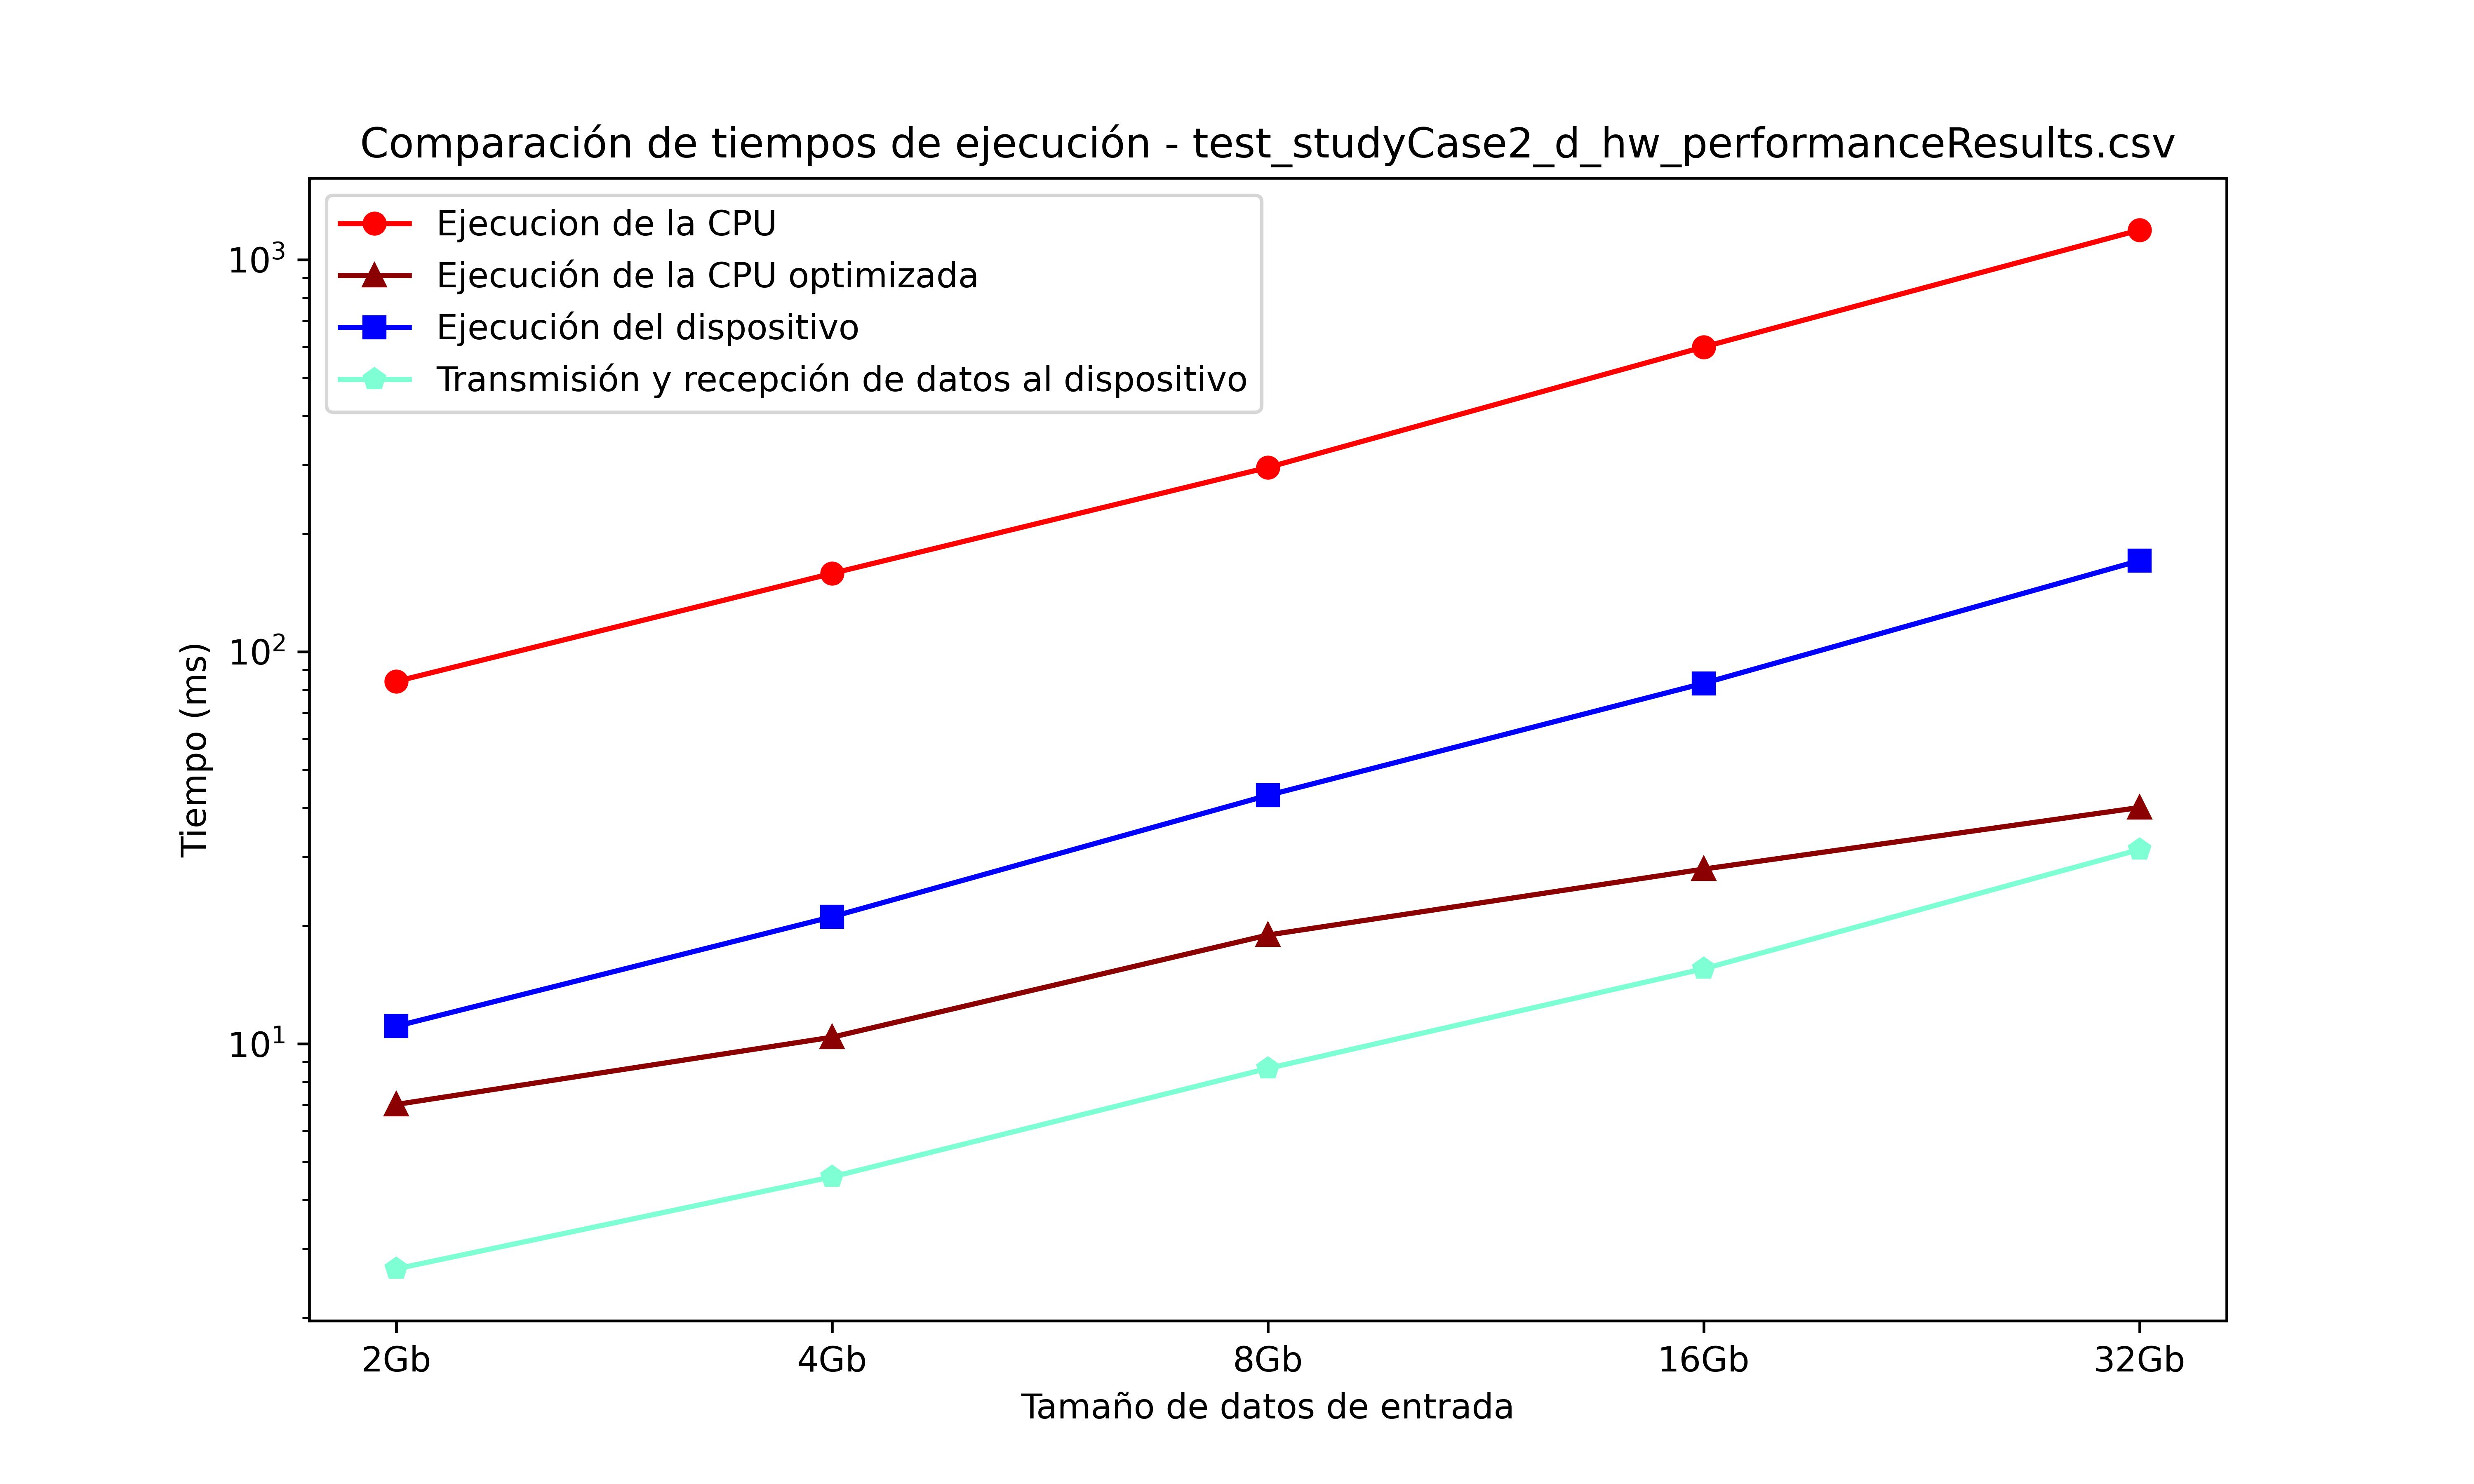 Comparación de tiempos de ejecución - test_studyCase2_d_hw_performanceResults.csv
Ejecucion de la CPU
Ejecución de la CPU optimizada
Ejecución del dispositivo
Transmisión y recepción de datos al dispositivo
10³
10²
10¹
Tiempo (ms)
2Gb 4Gb 8Gb 16Gb 32Gb
Tamaño de datos de entrada